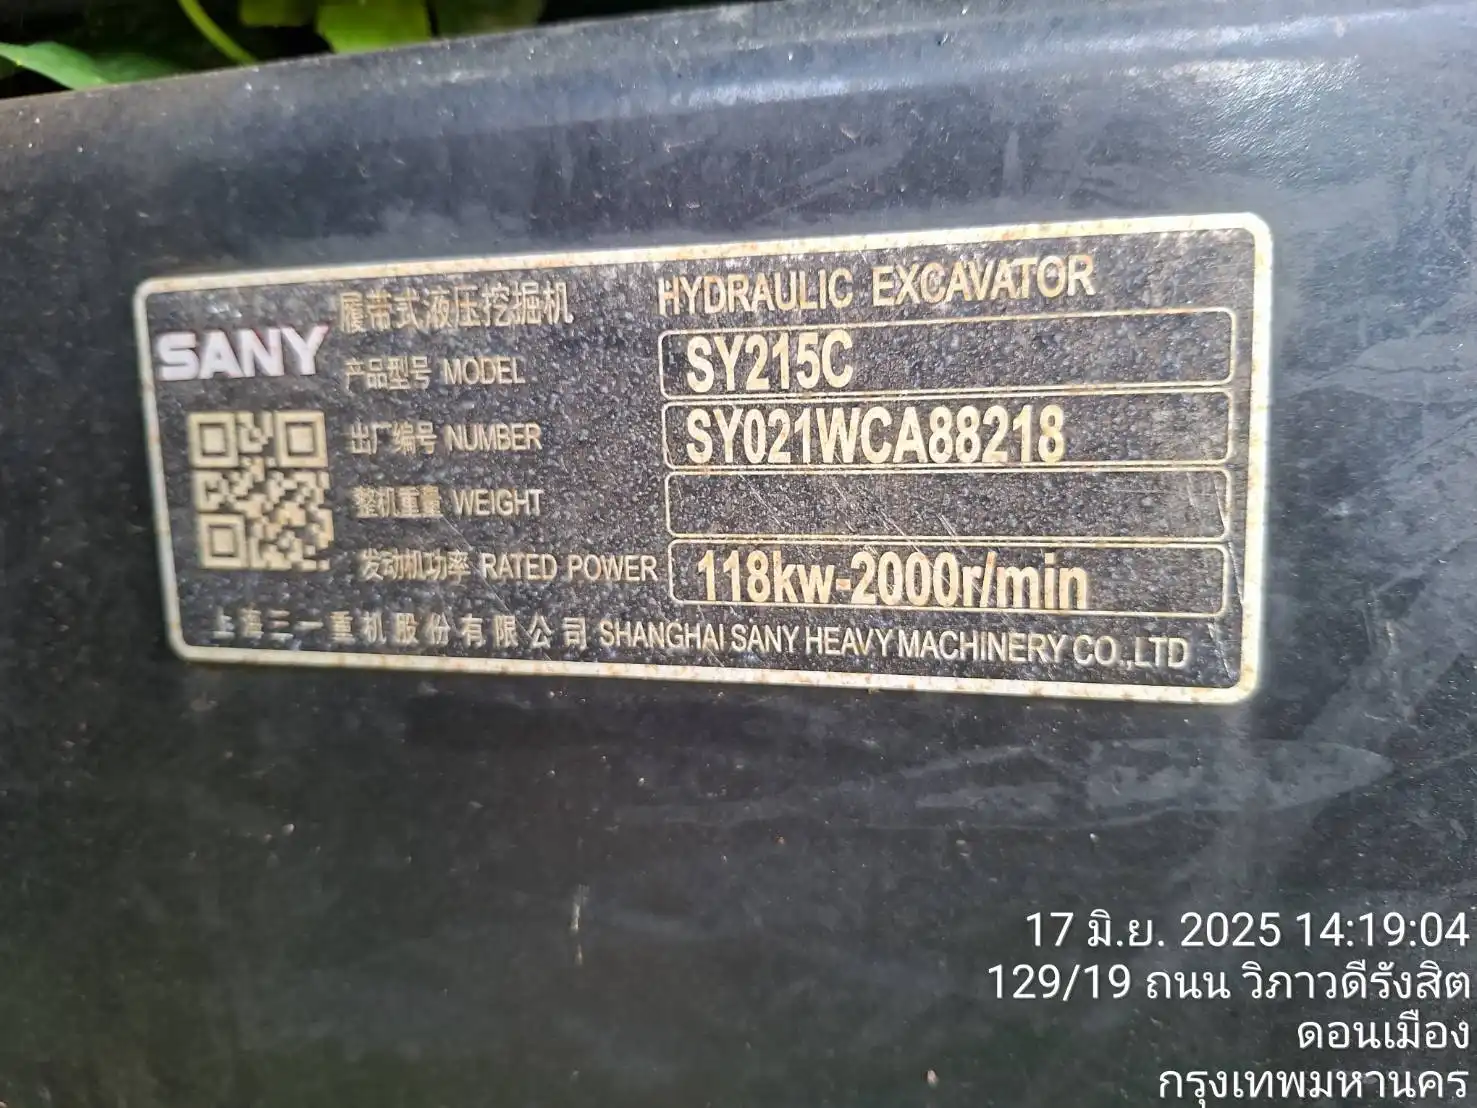 履带式液压挖掘机 HYDRAULIC EXCAVATOR
SANY
产品型号 MODEL SY215C
出厂编号 NUMBER SY021WCA88218
整机重量 WEIGHT
发动机功率 RATED POWER 118kw-2000r/min
上海三一重机股份有限公司 SHANGHAI SANY HEAVY MACHINERY CO.,LTD
17 มิ.ย. 2025 14:19:04
129/19 ถนน วิภาวดีรังสิต
ดอนเมือง
กรุงเทพมหานคร